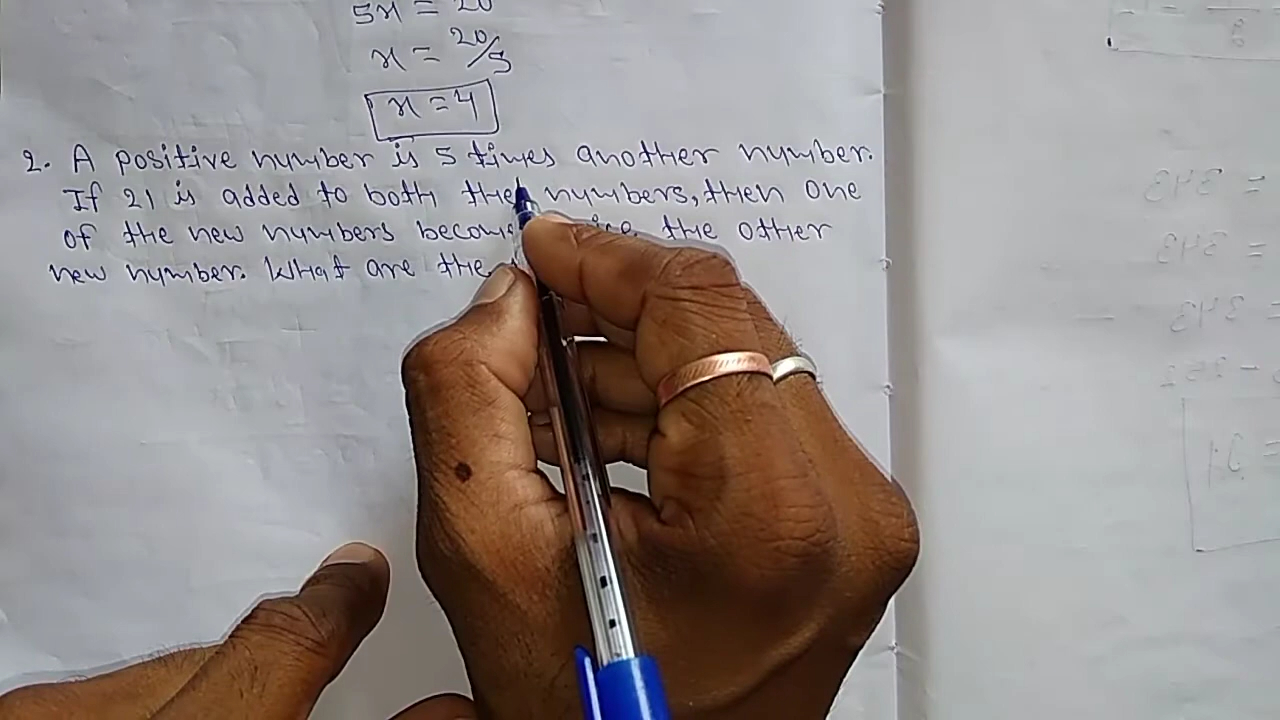 5x = 20
x = 20/5
x = 4
2. A positive number is 5 times another number.
If 21 is added to both the numbers, then one
of the new numbers the other
new number. What are the